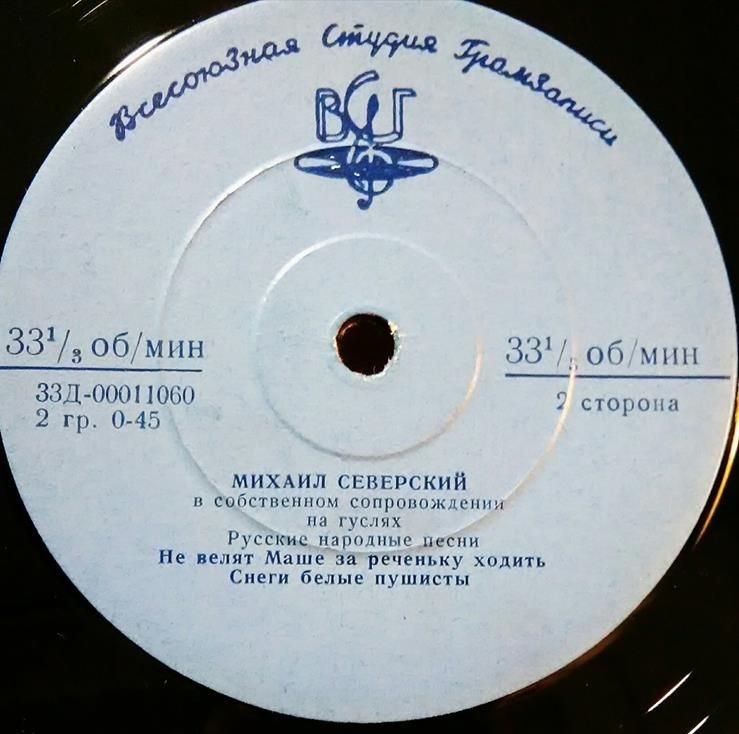 Всесоюзная Студия Грамзаписи
ВСГ
33¹/₃ об/мин
33Д-00011060
2 гр. 0-45
33¹/₃ об/мин
2 сторона
МИХАИЛ СЕВЕРСКИЙ
в собственном сопровождении
на гуслях
Русские народные песни
Не велят Маше за реченьку ходить
Снеги белые пушисты